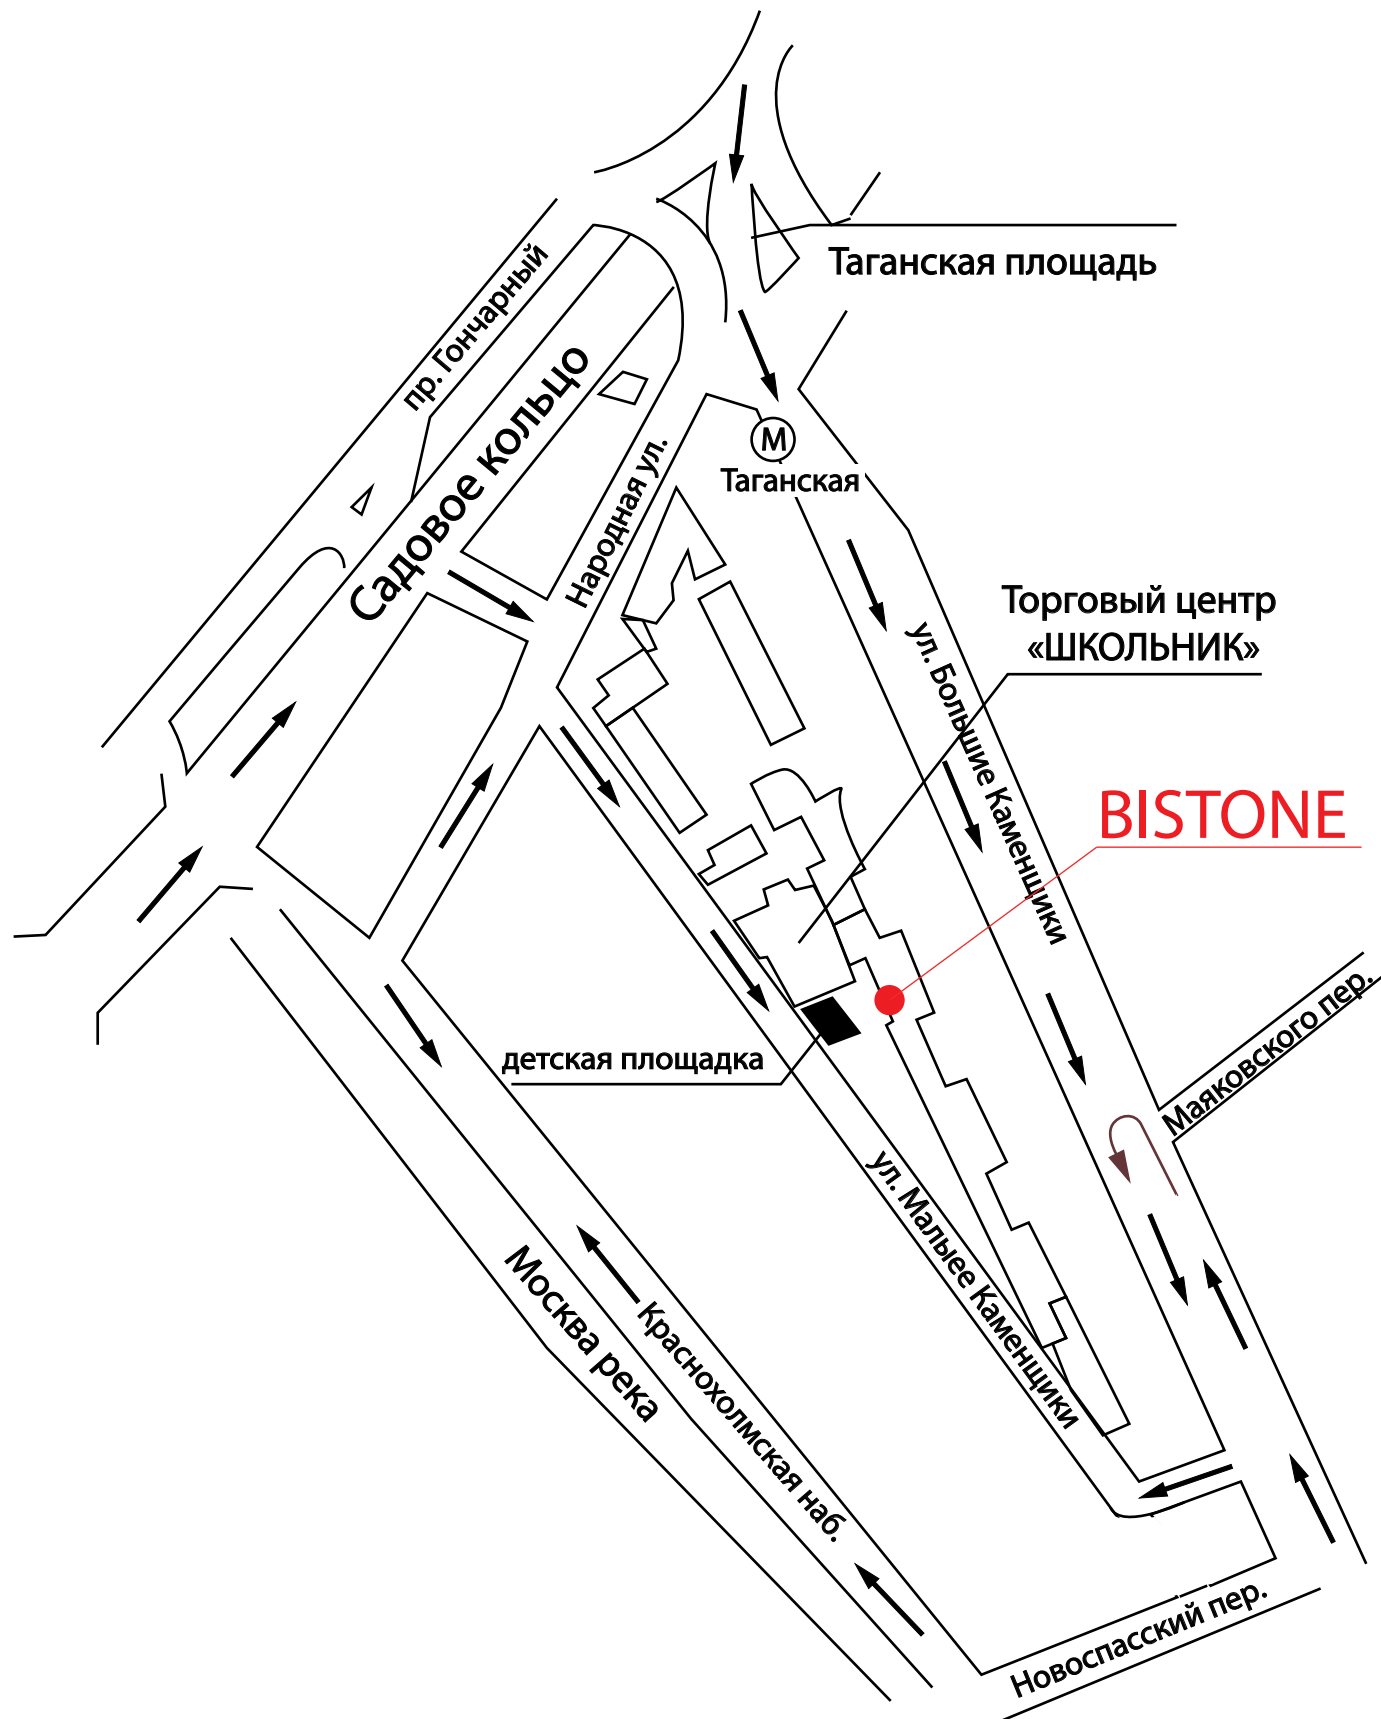 Таганская площадь
пр. Гончарный
Садовое кольцо
Народная ул.
М
Таганская
Торговый центр
«ШКОЛЬНИК»
ул. Большие Каменщики
BISTONE
Маяковского пер.
детская площадка
ул. Малыее Каменщики
Москва река
Краснохолмская наб.
Новоспасский пер.